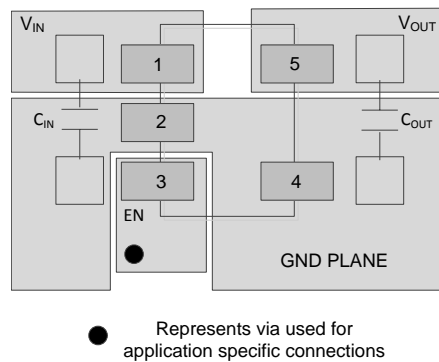 VIN
VOUT
1
5
CIN
2
COUT
3
4
EN
GND PLANE
Represents via used for
application specific connections